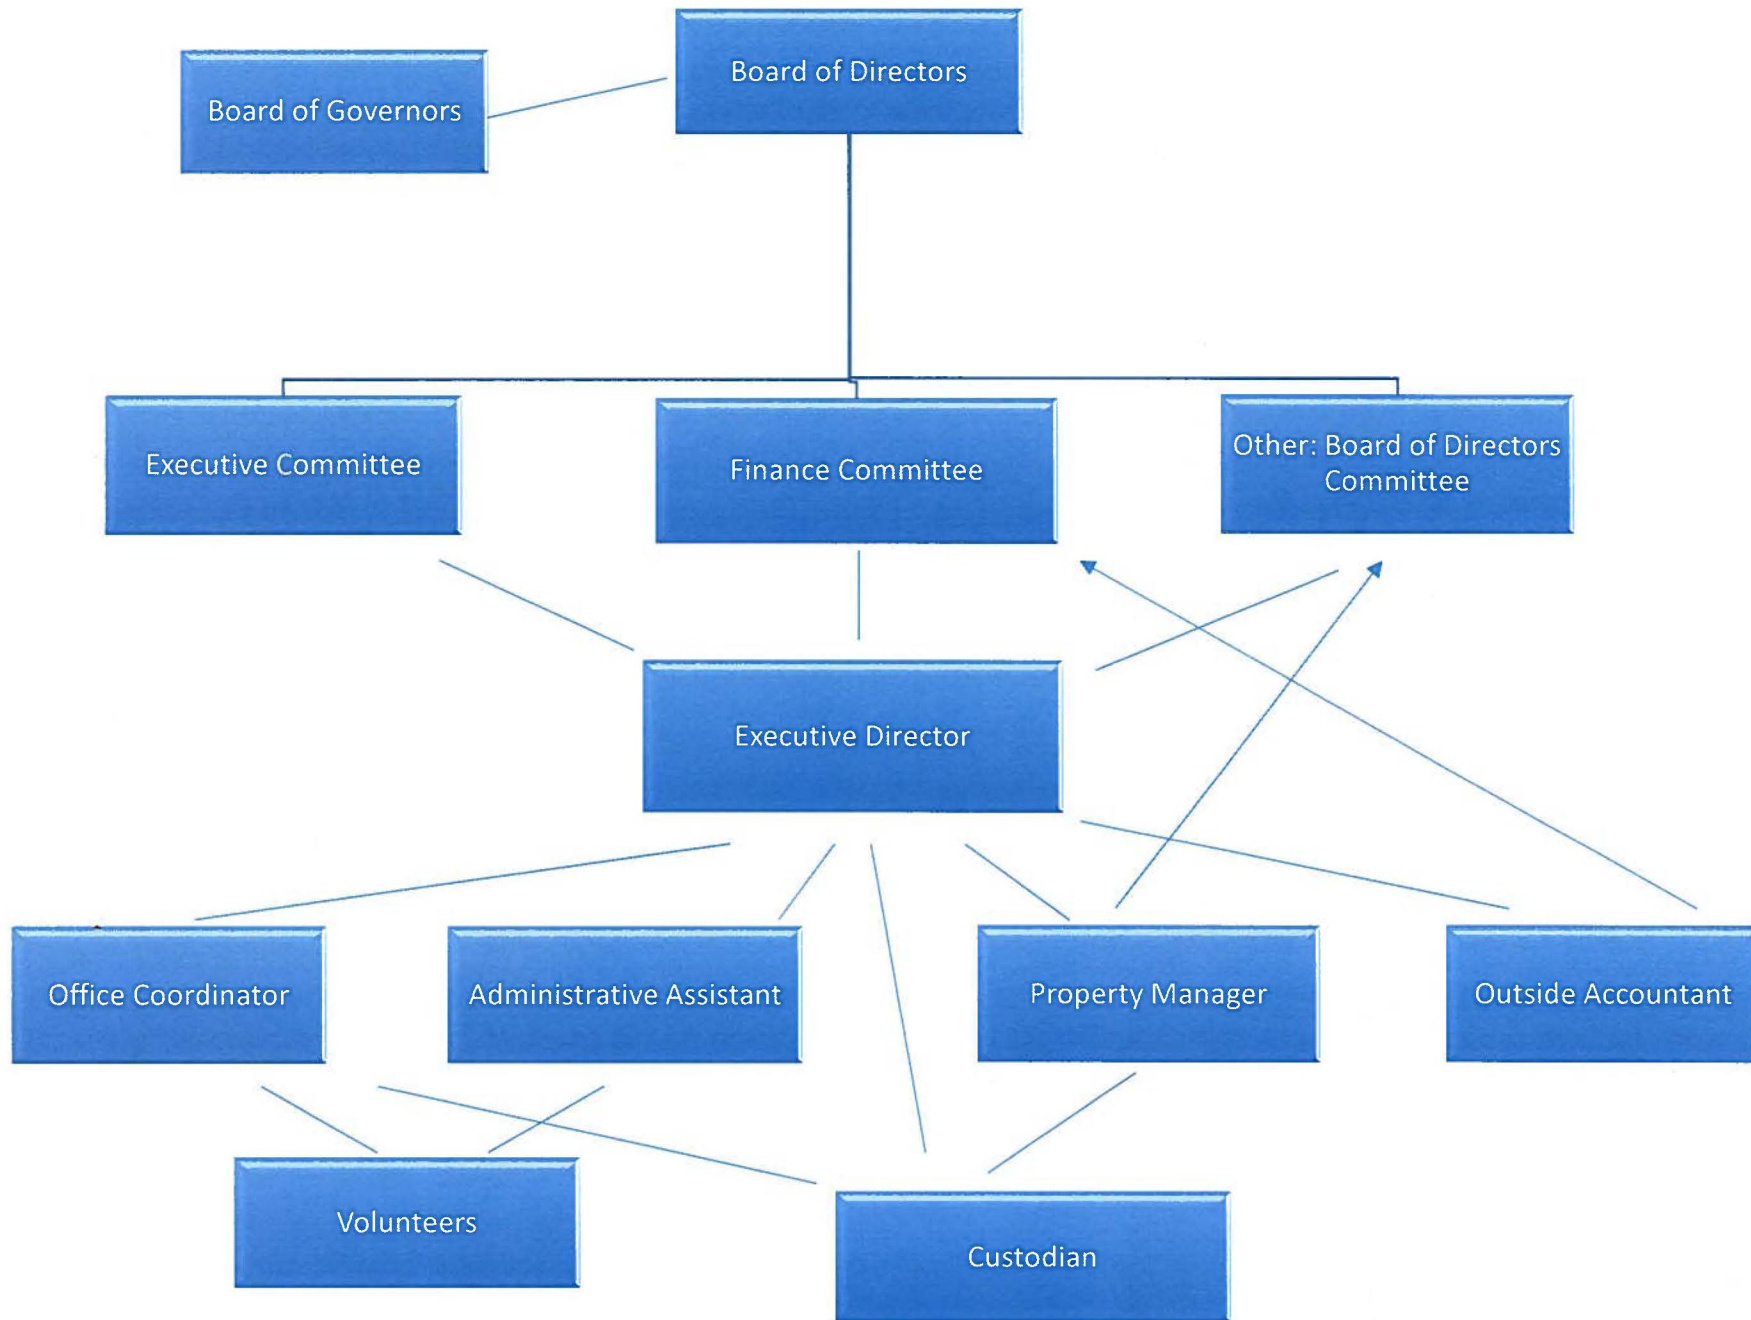 Board of Directors
Board of Governors
Executive Committee
Finance Committee
Other: Board of Directors
Committee
Executive Director
Office Coordinator
Administrative Assistant
Property Manager
Outside Accountant
Volunteers
Custodian